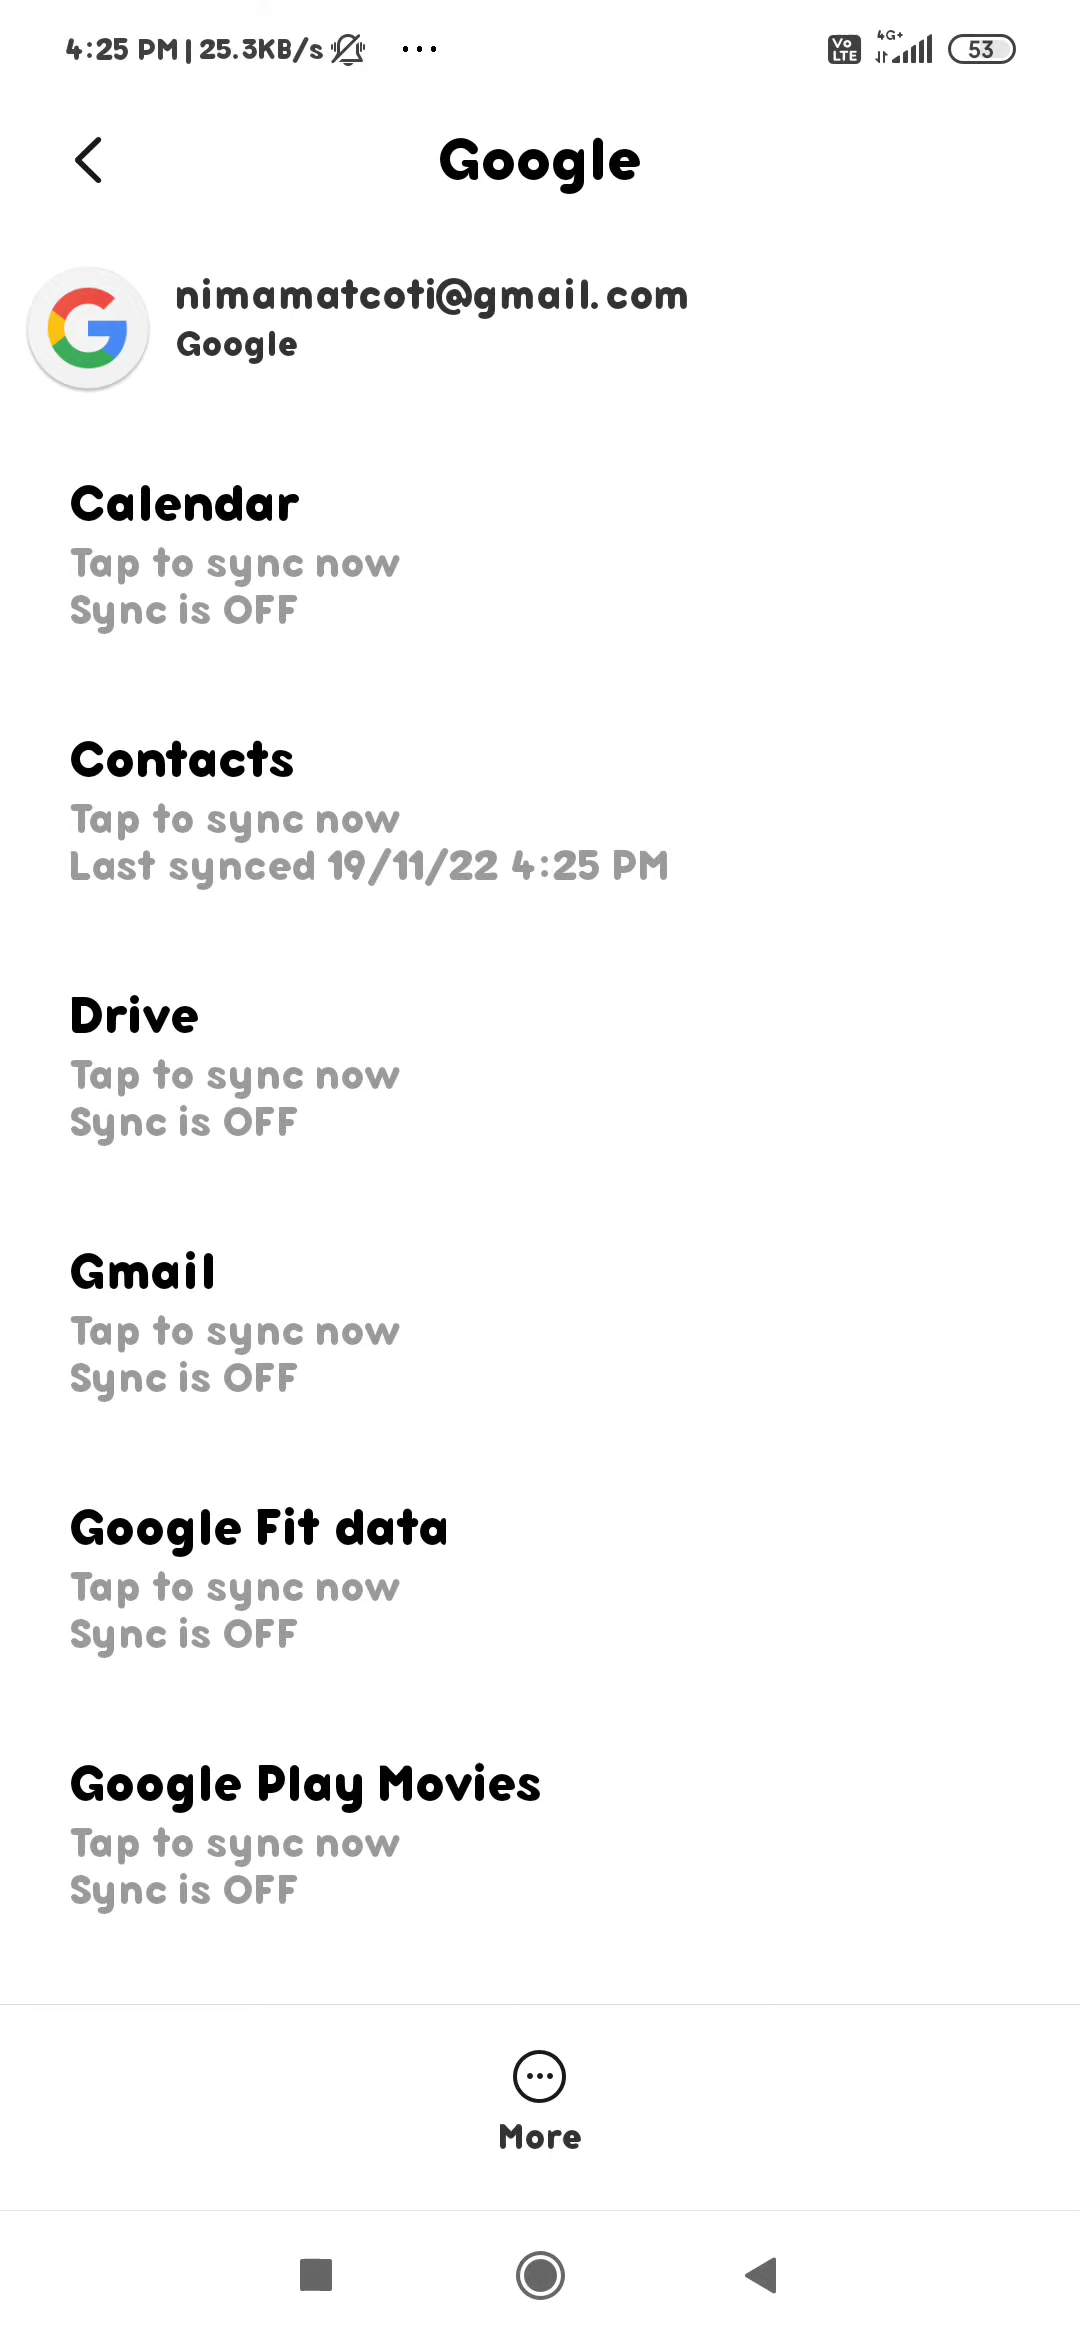 4:25 PM | 25.3KB/s ...
Vo LTE 4G+ 53
Google
nimamatcoti@gmail.com
Google
Calendar
Tap to sync now
Sync is OFF
Contacts
Tap to sync now
Last synced 19/11/22 4:25 PM
Drive
Tap to sync now
Sync is OFF
Gmail
Tap to sync now
Sync is OFF
Google Fit data
Tap to sync now
Sync is OFF
Google Play Movies
Tap to sync now
Sync is OFF
More